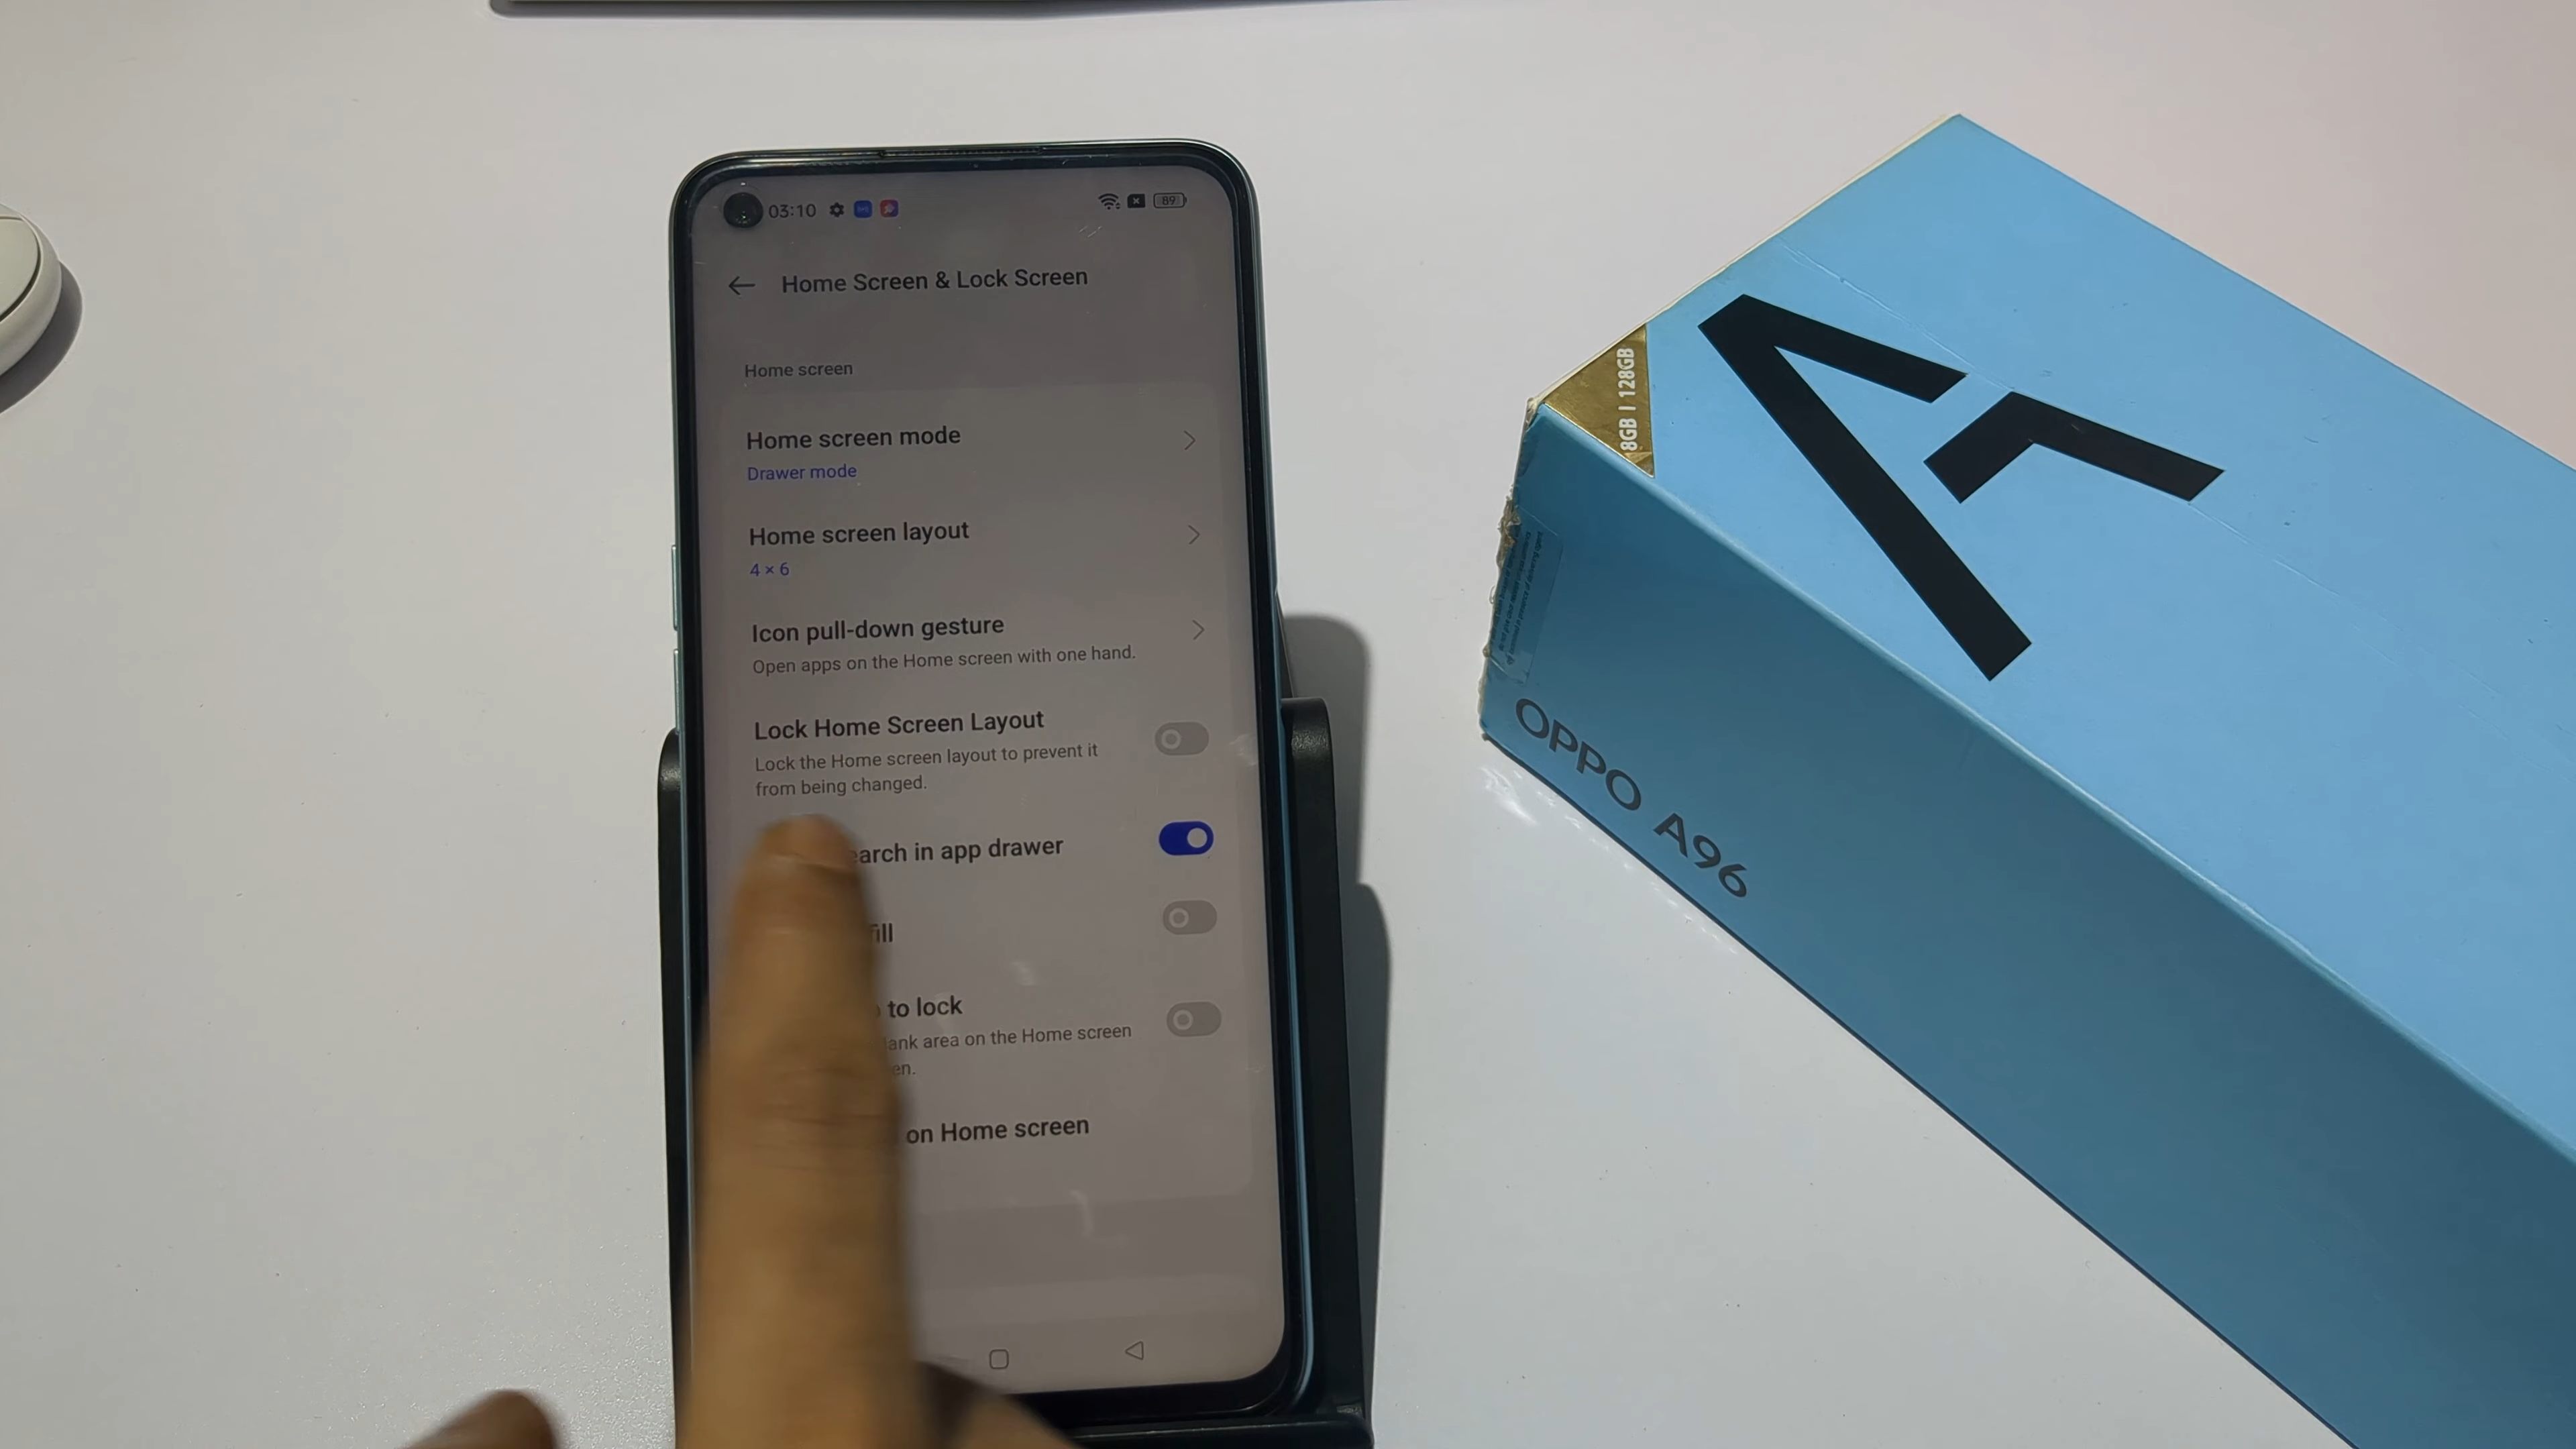 03:10
89
Home Screen & Lock Screen
Home screen
Home screen mode
Drawer mode
Home screen layout
4 × 6
Icon pull-down gesture
Open apps on the Home screen with one hand.
Lock Home Screen Layout
Lock the Home screen layout to prevent it
from being changed.
earch in app drawer
fill
to lock
ank area on the Home screen
en.
on Home screen
8GB | 128GB
A
OPPO A96